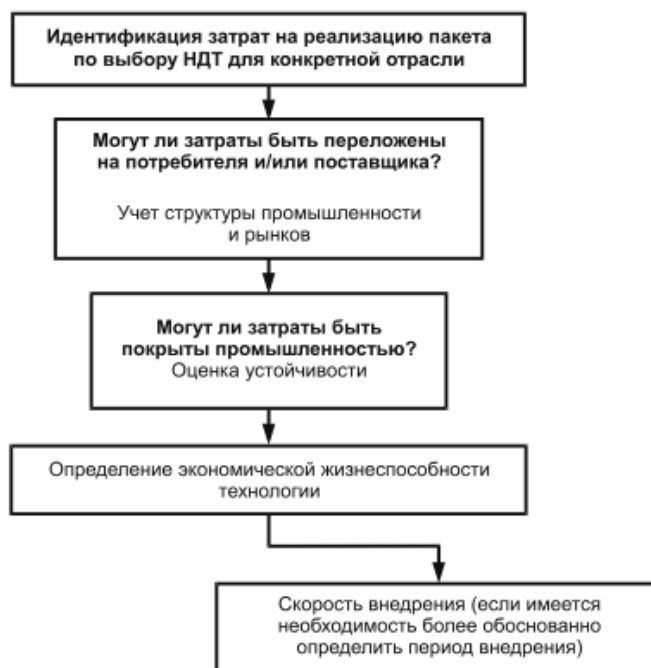 Идентификация затрат на реализацию пакета
по выбору НДТ для конкретной отрасли
Могут ли затраты быть переложены
на потребителя и/или поставщика?
Учет структуры промышленности
и рынков
Могут ли затраты быть
покрыты промышленностью?
Оценка устойчивости
Определение экономической жизнеспособности
технологии
Скорость внедрения (если имеется
необходимость более обоснованно
определить период внедрения)